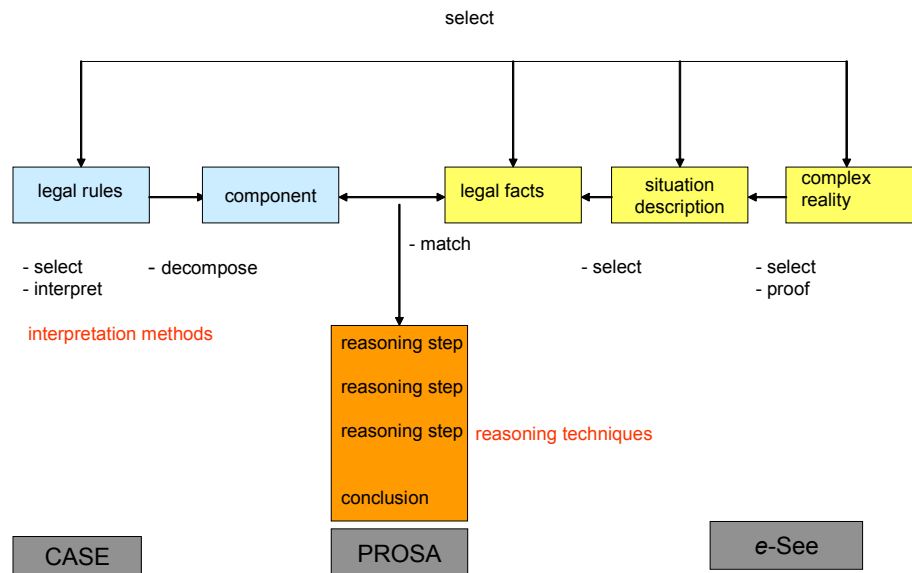 select
legal rules
component
legal facts
situation
description
complex
reality
- match
- select
- interpret
- decompose
- select
- select
- proof
interpretation methods
reasoning step
reasoning step
reasoning step
reasoning techniques
conclusion
CASE
PROSA
e-See